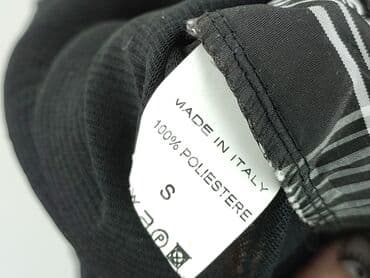 MADE IN ITALY
100% POLIESTERE
S
P